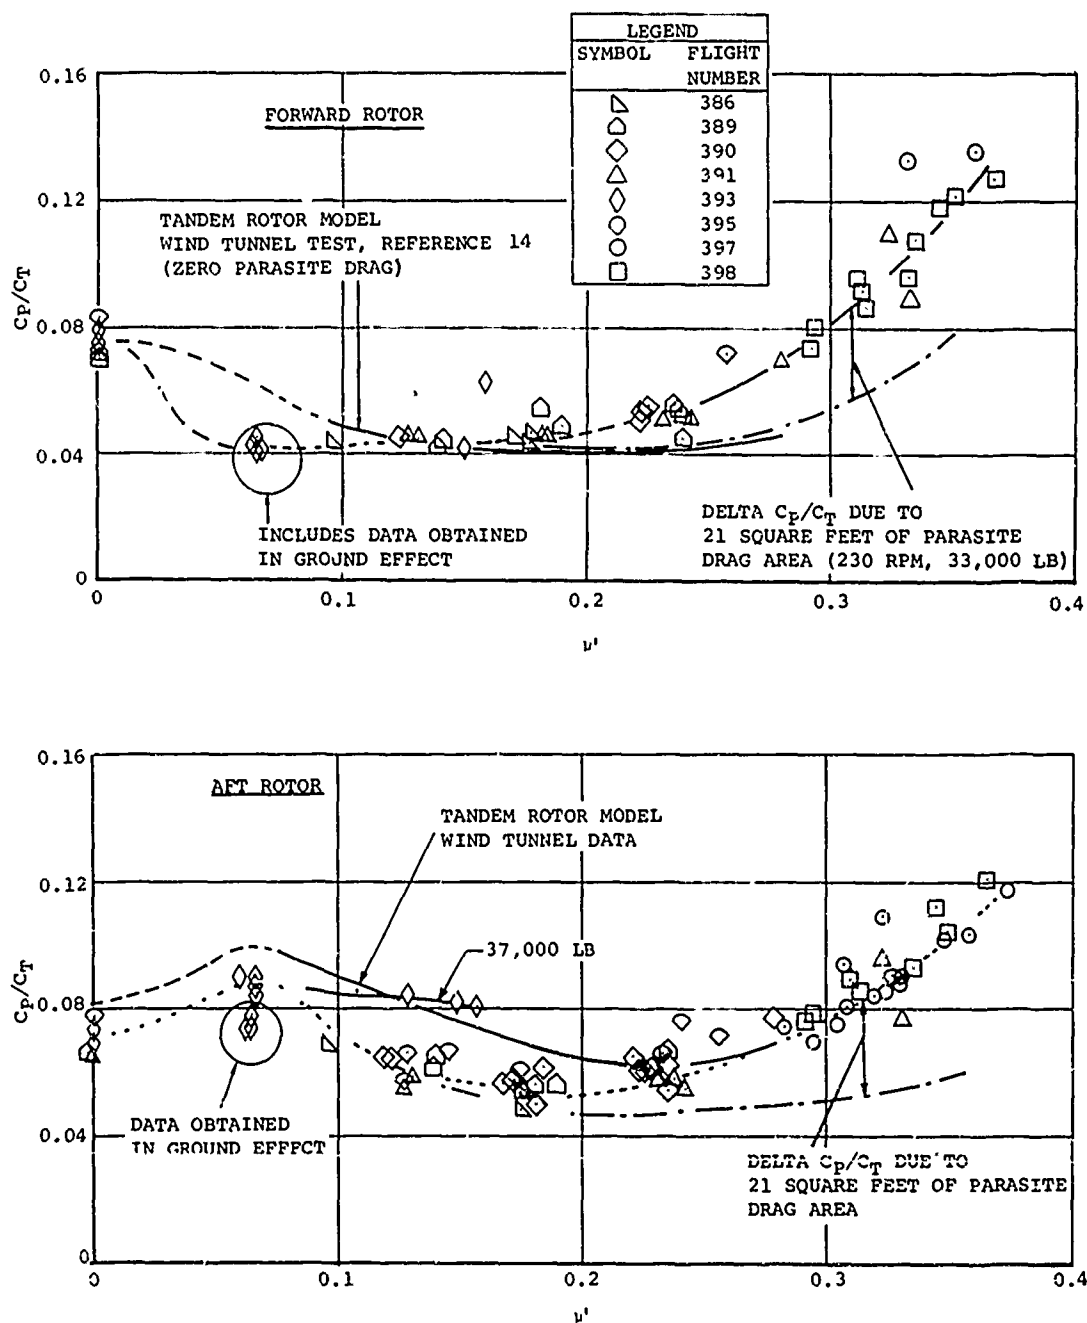 LEGEND
SYMBOL FLIGHT
NUMBER
386
389
390
391
393
395
397
398
0.16
FORWARD ROTOR
0.12
TANDEM ROTOR MODEL
WIND TUNNEL TEST, REFERENCE 14
(ZERO PARASITE DRAG)
CP/CT
0.08
0.04
INCLUDES DATA OBTAINED
IN GROUND EFFECT
DELTA CP/CT DUE TO
21 SQUARE FEET OF PARASITE
DRAG AREA (230 RPM, 33,000 LB)
0
0 0.1 0.2 0.3 0.4
μ'
0.16
AFT ROTOR
TANDEM ROTOR MODEL
WIND TUNNEL DATA
0.12
37,000 LB
CP/CT
0.08
DATA OBTAINED
IN GROUND EFFECT
0.04
DELTA CP/CT DUE TO
21 SQUARE FEET OF PARASITE
DRAG AREA
0
0 0.1 0.2 0.3 0.4
μ'